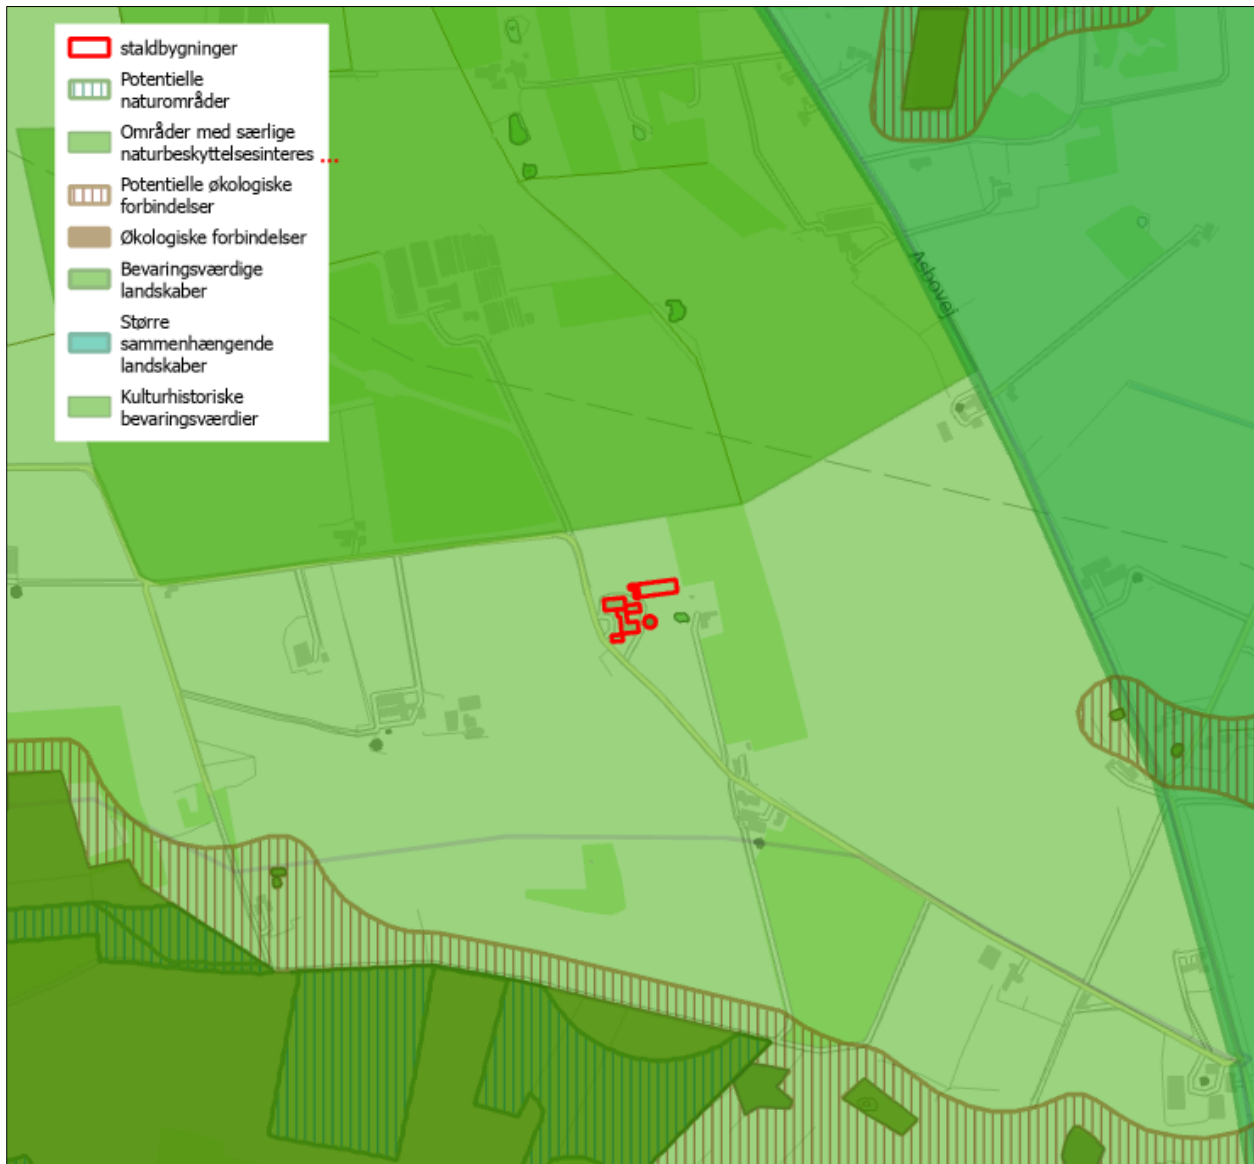 staldbygninger
Potentielle
naturområder
Områder med særlige
naturbeskyttelsesinteres ...
Potentielle økologiske
forbindelser
Økologiske forbindelser
Bevaringsværdige
landskaber
Større
sammenhængende
landskaber
Kulturhistoriske
bevaringsværdier
Asbovej